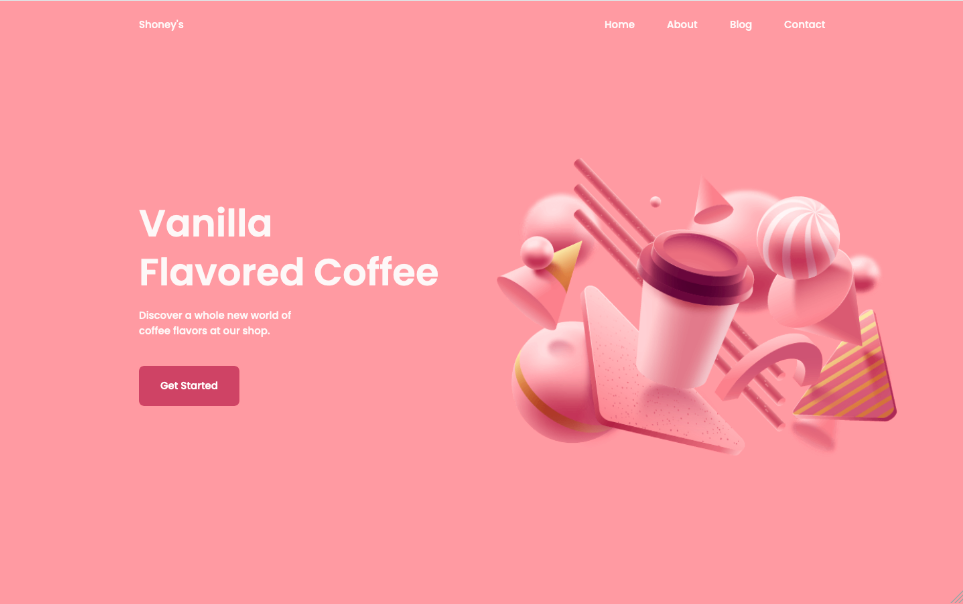 Shoney's
Home About Blog Contact
Vanilla
Flavored Coffee
Discover a whole new world of
coffee flavors at our shop.
Get Started